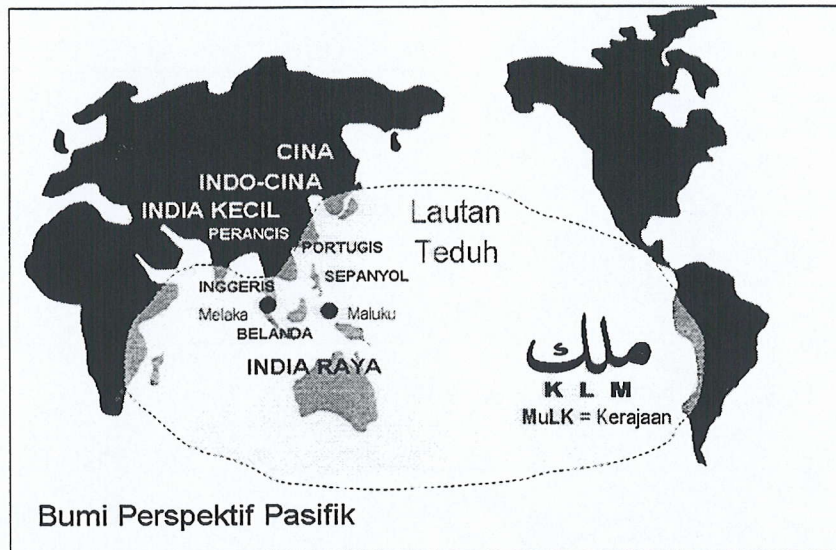 CINA
INDO-CINA
INDIA KECIL
PERANCIS
Lautan
Teduh
PORTUGIS
SEPANYOL
INGGERIS
Melaka
Maluku
BELANDA
INDIA RAYA
ملك
K L M
MuLK = Kerajaan
Bumi Perspektif Pasifik